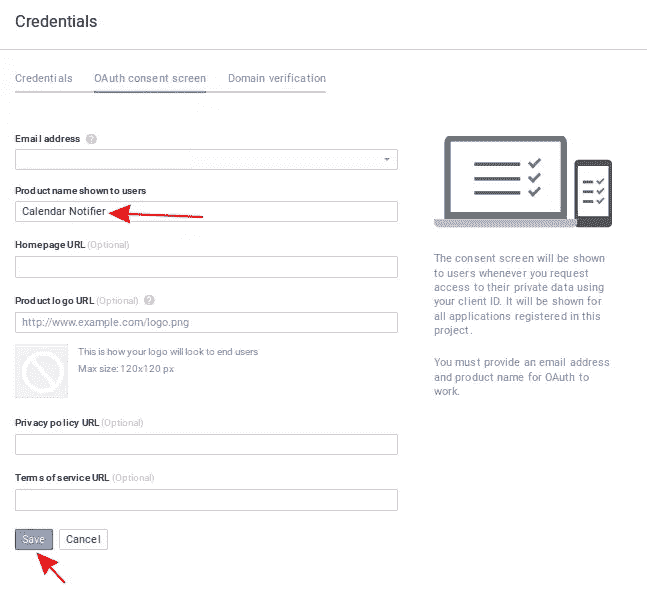 Credentials
Credentials OAuth consent screen Domain verification
Email address ?
Product name shown to users
Calendar Notifier
Homepage URL (Optional)
Product logo URL (Optional) ?
http://www.example.com/logo.png
This is how your logo will look to end users
Max size: 120x120 px
Privacy policy URL (Optional)
Terms of service URL (Optional)
Save Cancel
The consent screen will be shown
to users whenever you request
access to their private data using
your client ID. It will be shown for
all applications registered in this
project.
You must provide an email address
and product name for OAuth to
work.